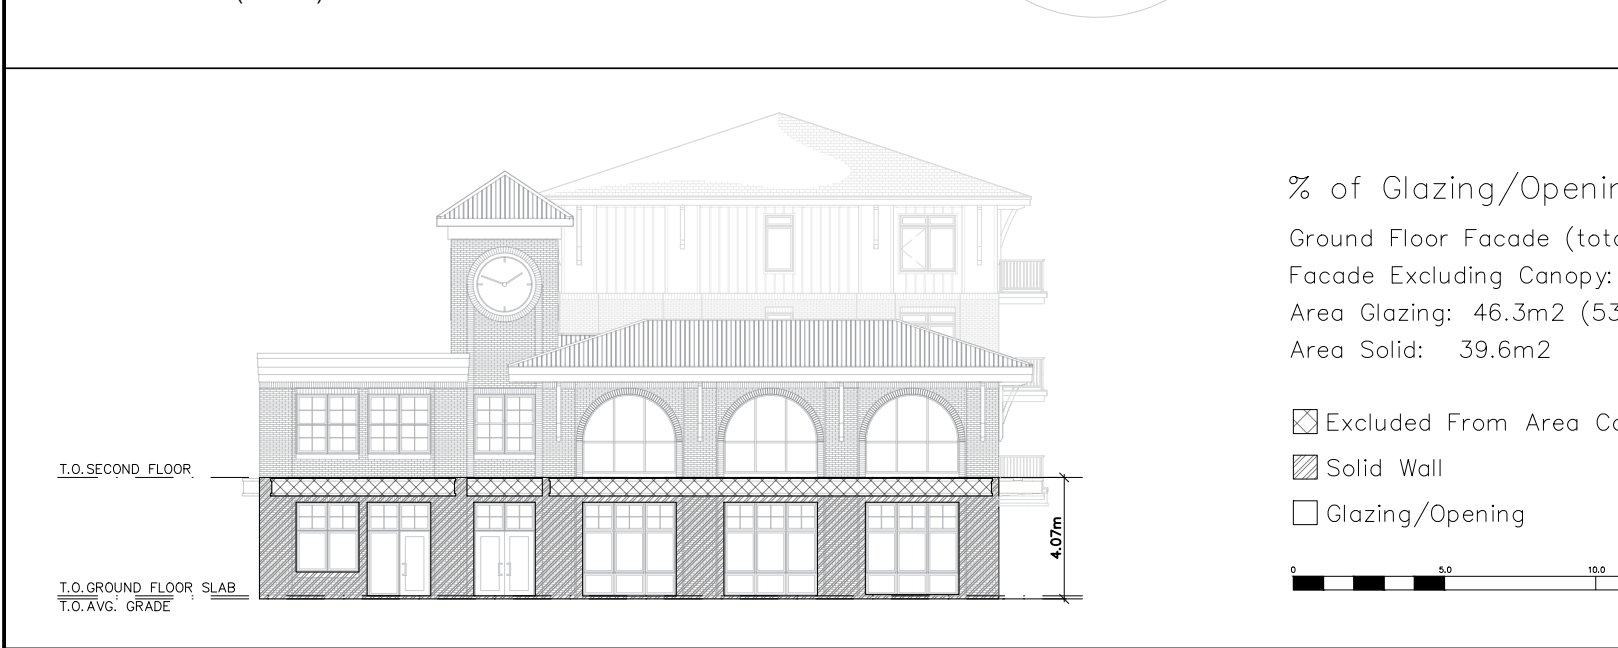 % of Glazing/Openin
Ground Floor Facade (tota
Facade Excluding Canopy:
Area Glazing: 46.3m2 (53
Area Solid: 39.6m2
Excluded From Area Co
Solid Wall
Glazing/Opening
0 5.0 10.0
T.O.SECOND FLOOR
4.07m
T.O.GROUND FLOOR SLAB
T.O.AVG. GRADE